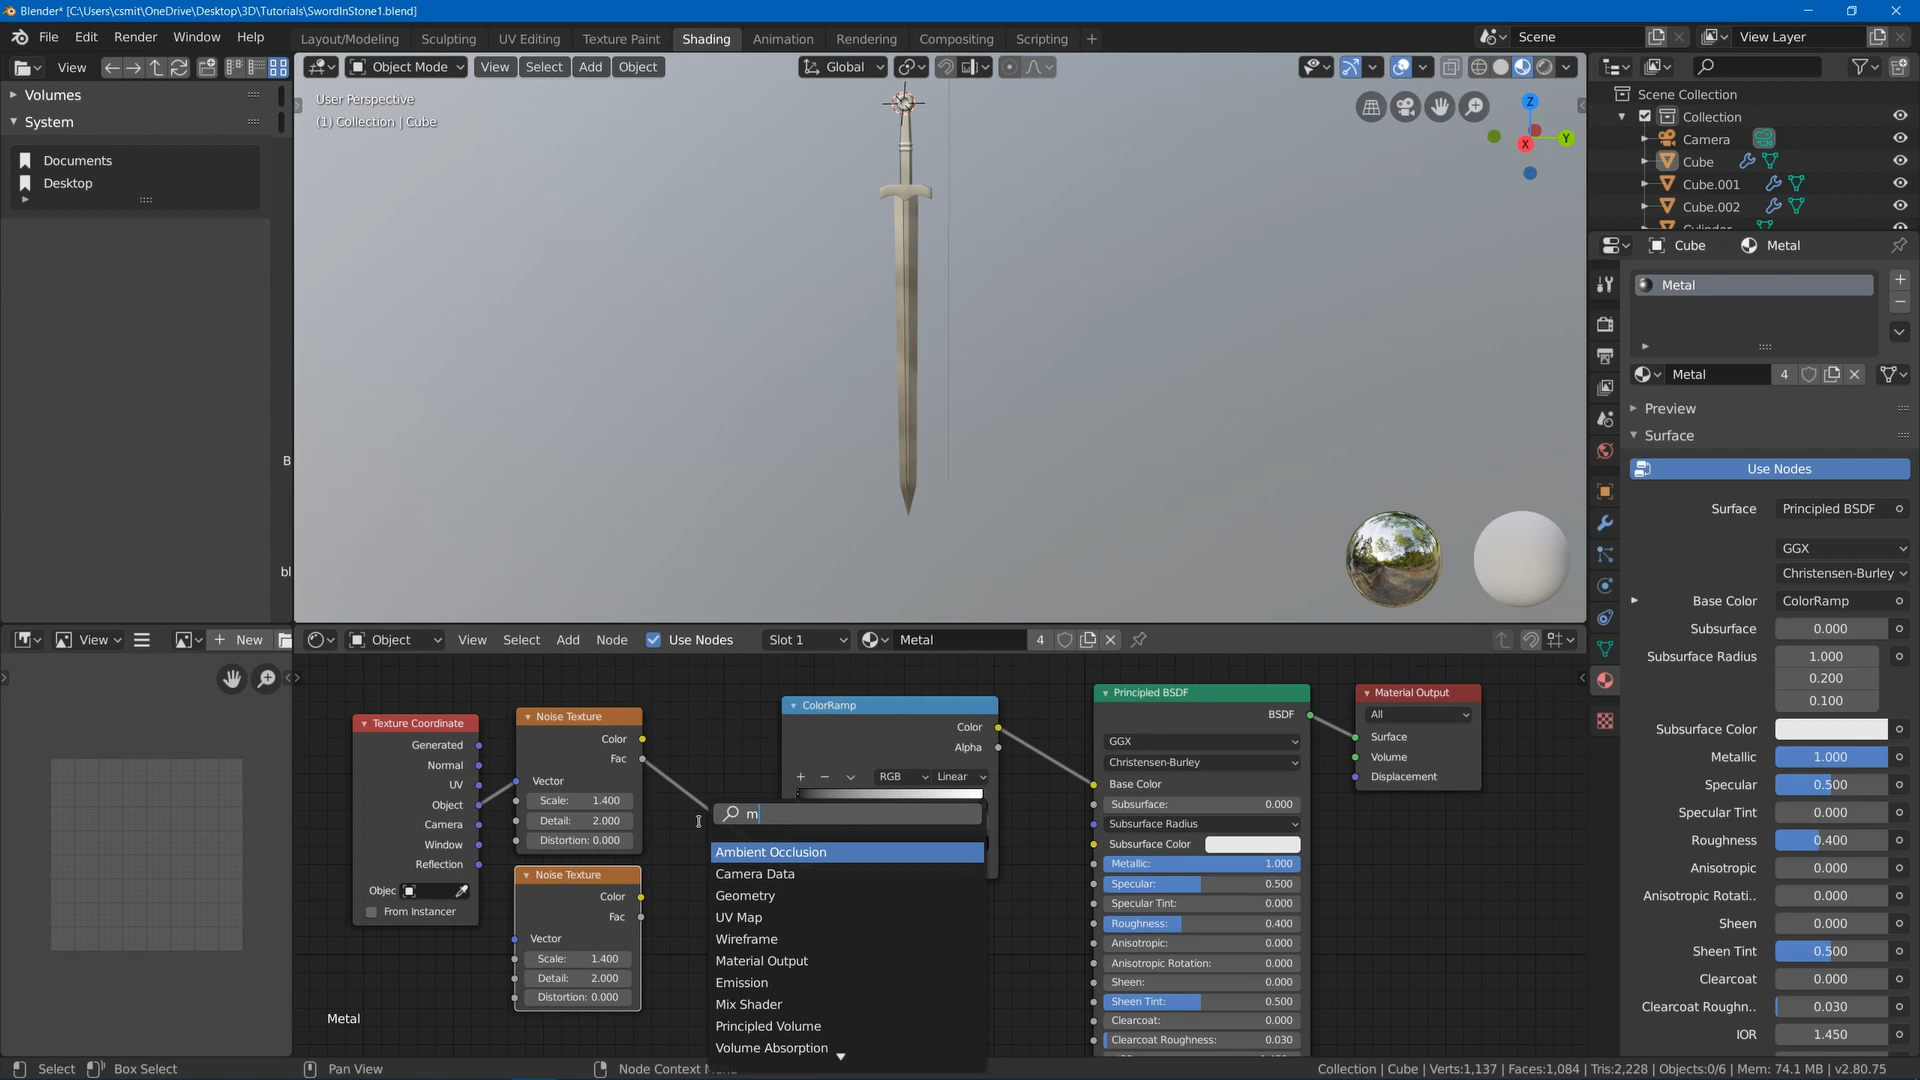 Blender* [C:\Users\csmit\OneDrive\Desktop\3D\Tutorials\SwordInStone1.blend]
File Edit Render Window Help
Layout/Modeling Sculpting UV Editing Texture Paint Shading Animation Rendering Compositing Scripting +
Scene
View Layer
View
Object Mode View Select Add Object
Global
Volumes
System
Documents
Desktop
B
bl
User Perspective
(1) Collection | Cube
Z
Y
X
Scene Collection
Collection
Camera
Cube
Cube.001
Cube.002
Cube Metal
Metal
Metal 4
Preview
Surface
Use Nodes
Surface Principled BSDF
GGX
Christensen-Burley
Base Color ColorRamp
Subsurface 0.000
Subsurface Radius 1.000
0.200
0.100
Subsurface Color
Metallic 1.000
Specular 0.500
Specular Tint 0.000
Roughness 0.400
Anisotropic 0.000
Anisotropic Rotati.. 0.000
Sheen 0.000
Sheen Tint 0.500
Clearcoat 0.000
Clearcoat Roughn.. 0.030
IOR 1.450
View
+ New
Object View Select Add Node Use Nodes Slot 1 Metal 4
Texture Coordinate
Generated
Normal
UV
Object
Camera
Window
Reflection
Objec
From Instancer
Noise Texture
Color
Fac
Vector
Scale: 1.400
Detail: 2.000
Distortion: 0.000
Noise Texture
Color
Fac
Vector
Scale: 1.400
Detail: 2.000
Distortion: 0.000
ColorRamp
Color
Alpha
+ − RGB Linear
m
Ambient Occlusion
Camera Data
Geometry
UV Map
Wireframe
Material Output
Emission
Mix Shader
Principled Volume
Volume Absorption
Principled BSDF
BSDF
GGX
Christensen-Burley
Base Color
Subsurface: 0.000
Subsurface Radius
Subsurface Color
Metallic: 1.000
Specular: 0.500
Specular Tint: 0.000
Roughness: 0.400
Anisotropic: 0.000
Anisotropic Rotation: 0.000
Sheen: 0.000
Sheen Tint: 0.500
Clearcoat: 0.000
Clearcoat Roughness: 0.030
Material Output
All
Surface
Volume
Displacement
Metal
Select Box Select Pan View Node Context
Collection | Cube | Verts:1,137 | Faces:1,084 | Tris:2,228 | Objects:0/6 | Mem: 74.1 MB | v2.80.75